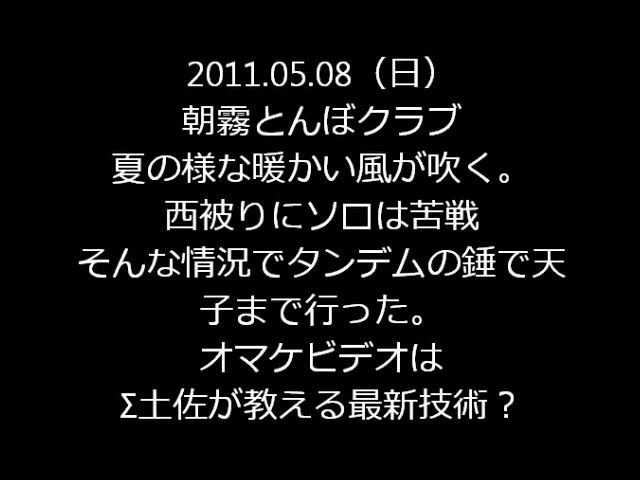 2011.05.08（日）
朝霧とんぼクラブ
夏の様な暖かい風が吹く。
西被りにソロは苦戦
そんな情況でタンデムの錘で天
子まで行った。
オマケビデオは
Σ土佐が教える最新技術？